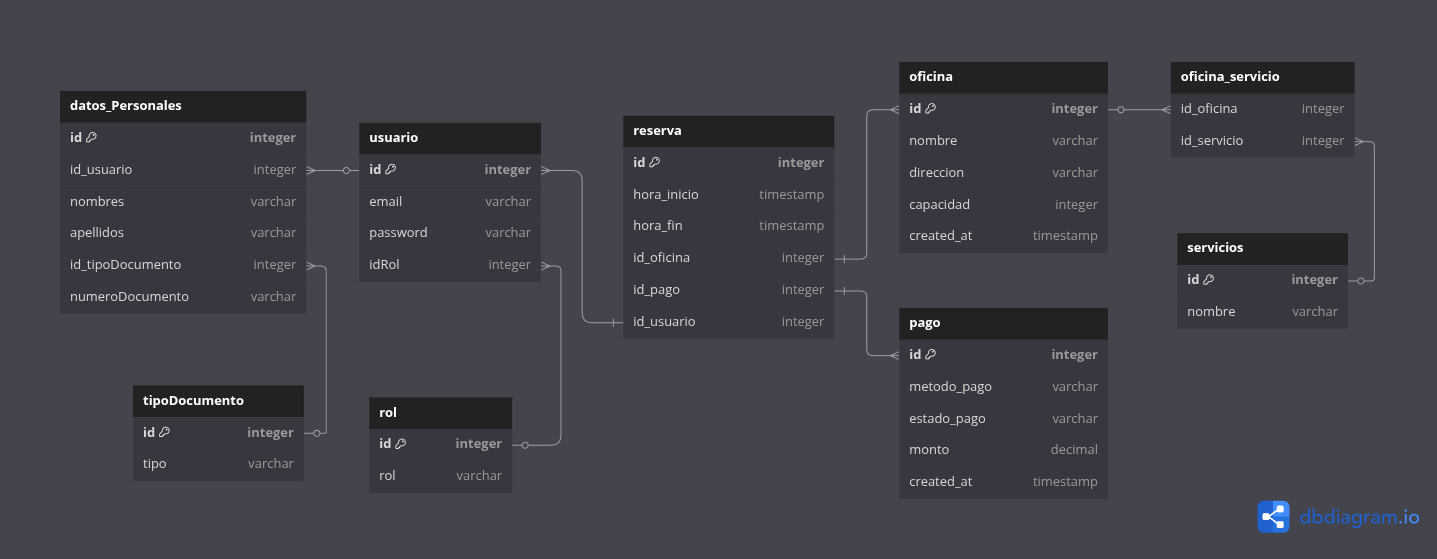 datos_Personales
id integer
id_usuario integer
nombres varchar
apellidos varchar
id_tipoDocumento integer
numeroDocumento varchar
tipoDocumento
id integer
tipo varchar
usuario
id integer
email varchar
password varchar
idRol integer
rol
id integer
rol varchar
reserva
id integer
hora_inicio timestamp
hora_fin timestamp
id_oficina integer
id_pago integer
id_usuario integer
oficina
id integer
nombre varchar
direccion varchar
capacidad integer
created_at timestamp
pago
id integer
metodo_pago varchar
estado_pago varchar
monto decimal
created_at timestamp
oficina_servicio
id_oficina integer
id_servicio integer
servicios
id integer
nombre varchar
dbdiagram.io